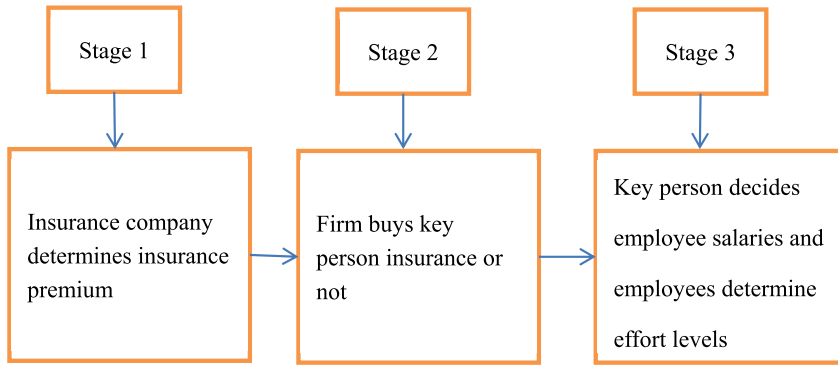 Stage 1
Stage 2
Stage 3
Insurance company
determines insurance
premium
Firm buys key
person insurance or
not
Key person decides
employee salaries and
employees determine
effort levels